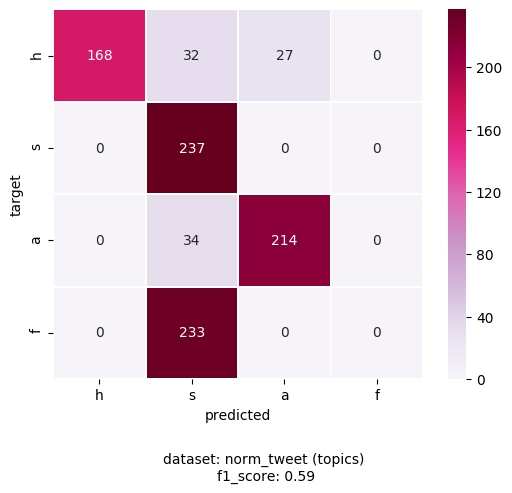 h 168 32 27 0
s 0 237 0 0
a 0 34 214 0
f 0 233 0 0
h s a f
target
predicted
200
160
120
80
40
0
dataset: norm_tweet (topics)
f1_score: 0.59